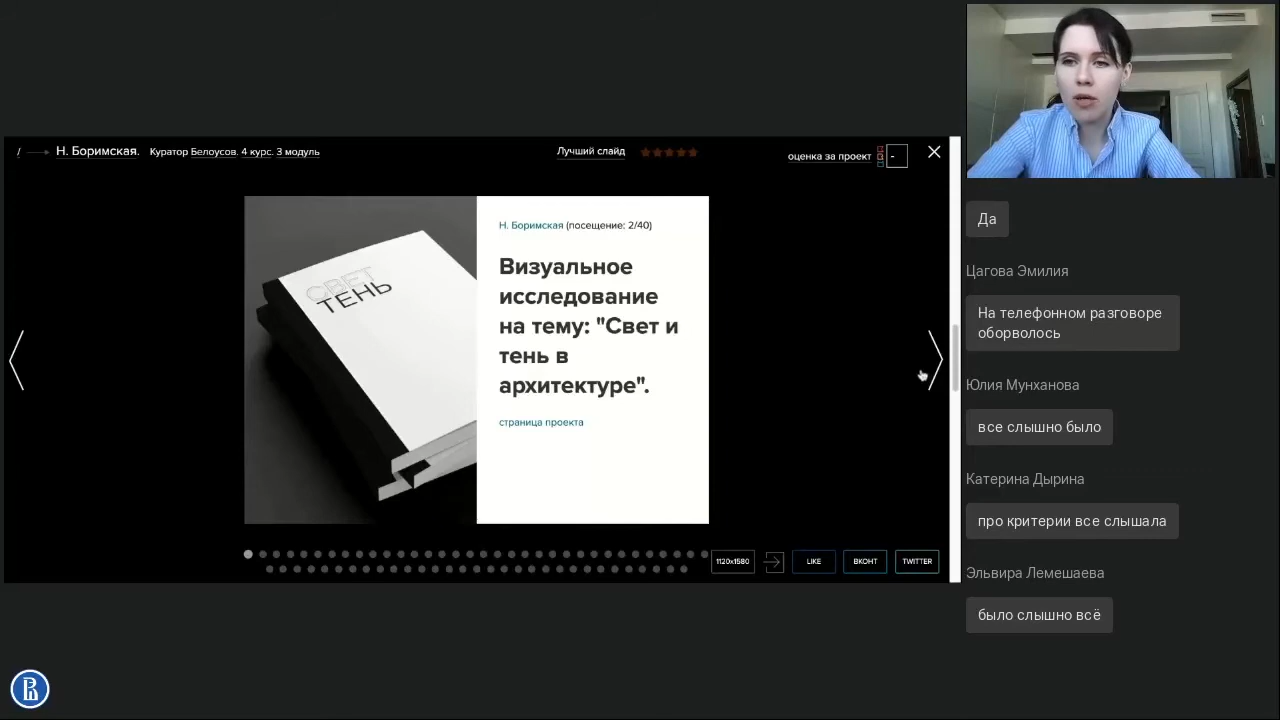 / Н. Боримская. Куратор Белоусов. 4 курс. 3 модуль
Лучший слайд
оценка за проект
-
СВЕТ
ТЕНЬ
Н. Боримская (посещение: 2/40)
Визуальное
исследование
на тему: "Свет и
тень в
архитектуре".
страница проекта
1120x1580
LIKE
ВКОНТ
TWITTER
Да
Цагова Эмилия
На телефонном разговоре
оборволось
Юлия Мунханова
все слышно было
Катерина Дырина
про критерии все слышала
Эльвира Лемешаева
было слышно всё